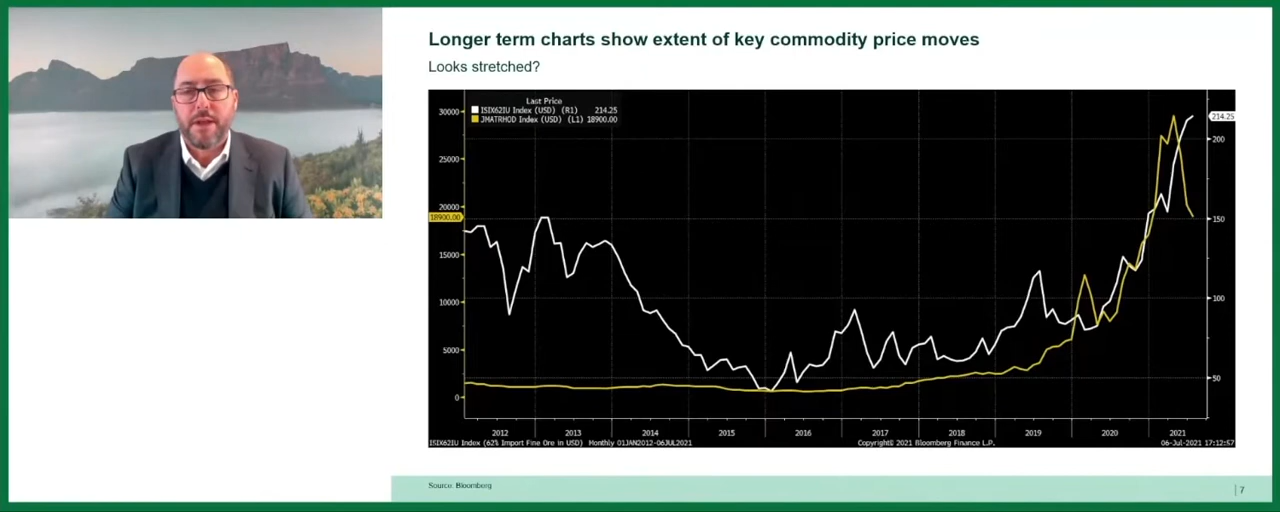 Longer term charts show extent of key commodity price moves
Looks stretched?
Last Price
ISIX62IU Index (USD) (R1) 214.25
JMATRHOD Index (USD) (L1) 18900.00
30000
25000
20000
18900.00
15000
10000
5000
0
214.25
200
150
100
50
2012 2013 2014 2015 2016 2017 2018 2019 2020 2021
ISIX62IU Index (62% Import Fine Ore in USD) Monthly 01JAN2012-06JUL2021 Copyright© 2021 Bloomberg Finance L.P. 06-Jul-2021 17:12:57
Source: Bloomberg
7